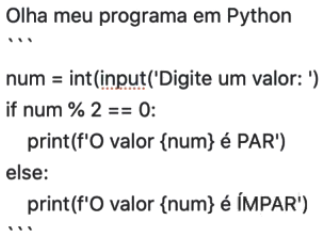 Olha meu programa em Python
```
num = int(input('Digite um valor: ')
if num % 2 == 0:
    print(f'O valor {num} é PAR')
else:
    print(f'O valor {num} é ÍMPAR')
```